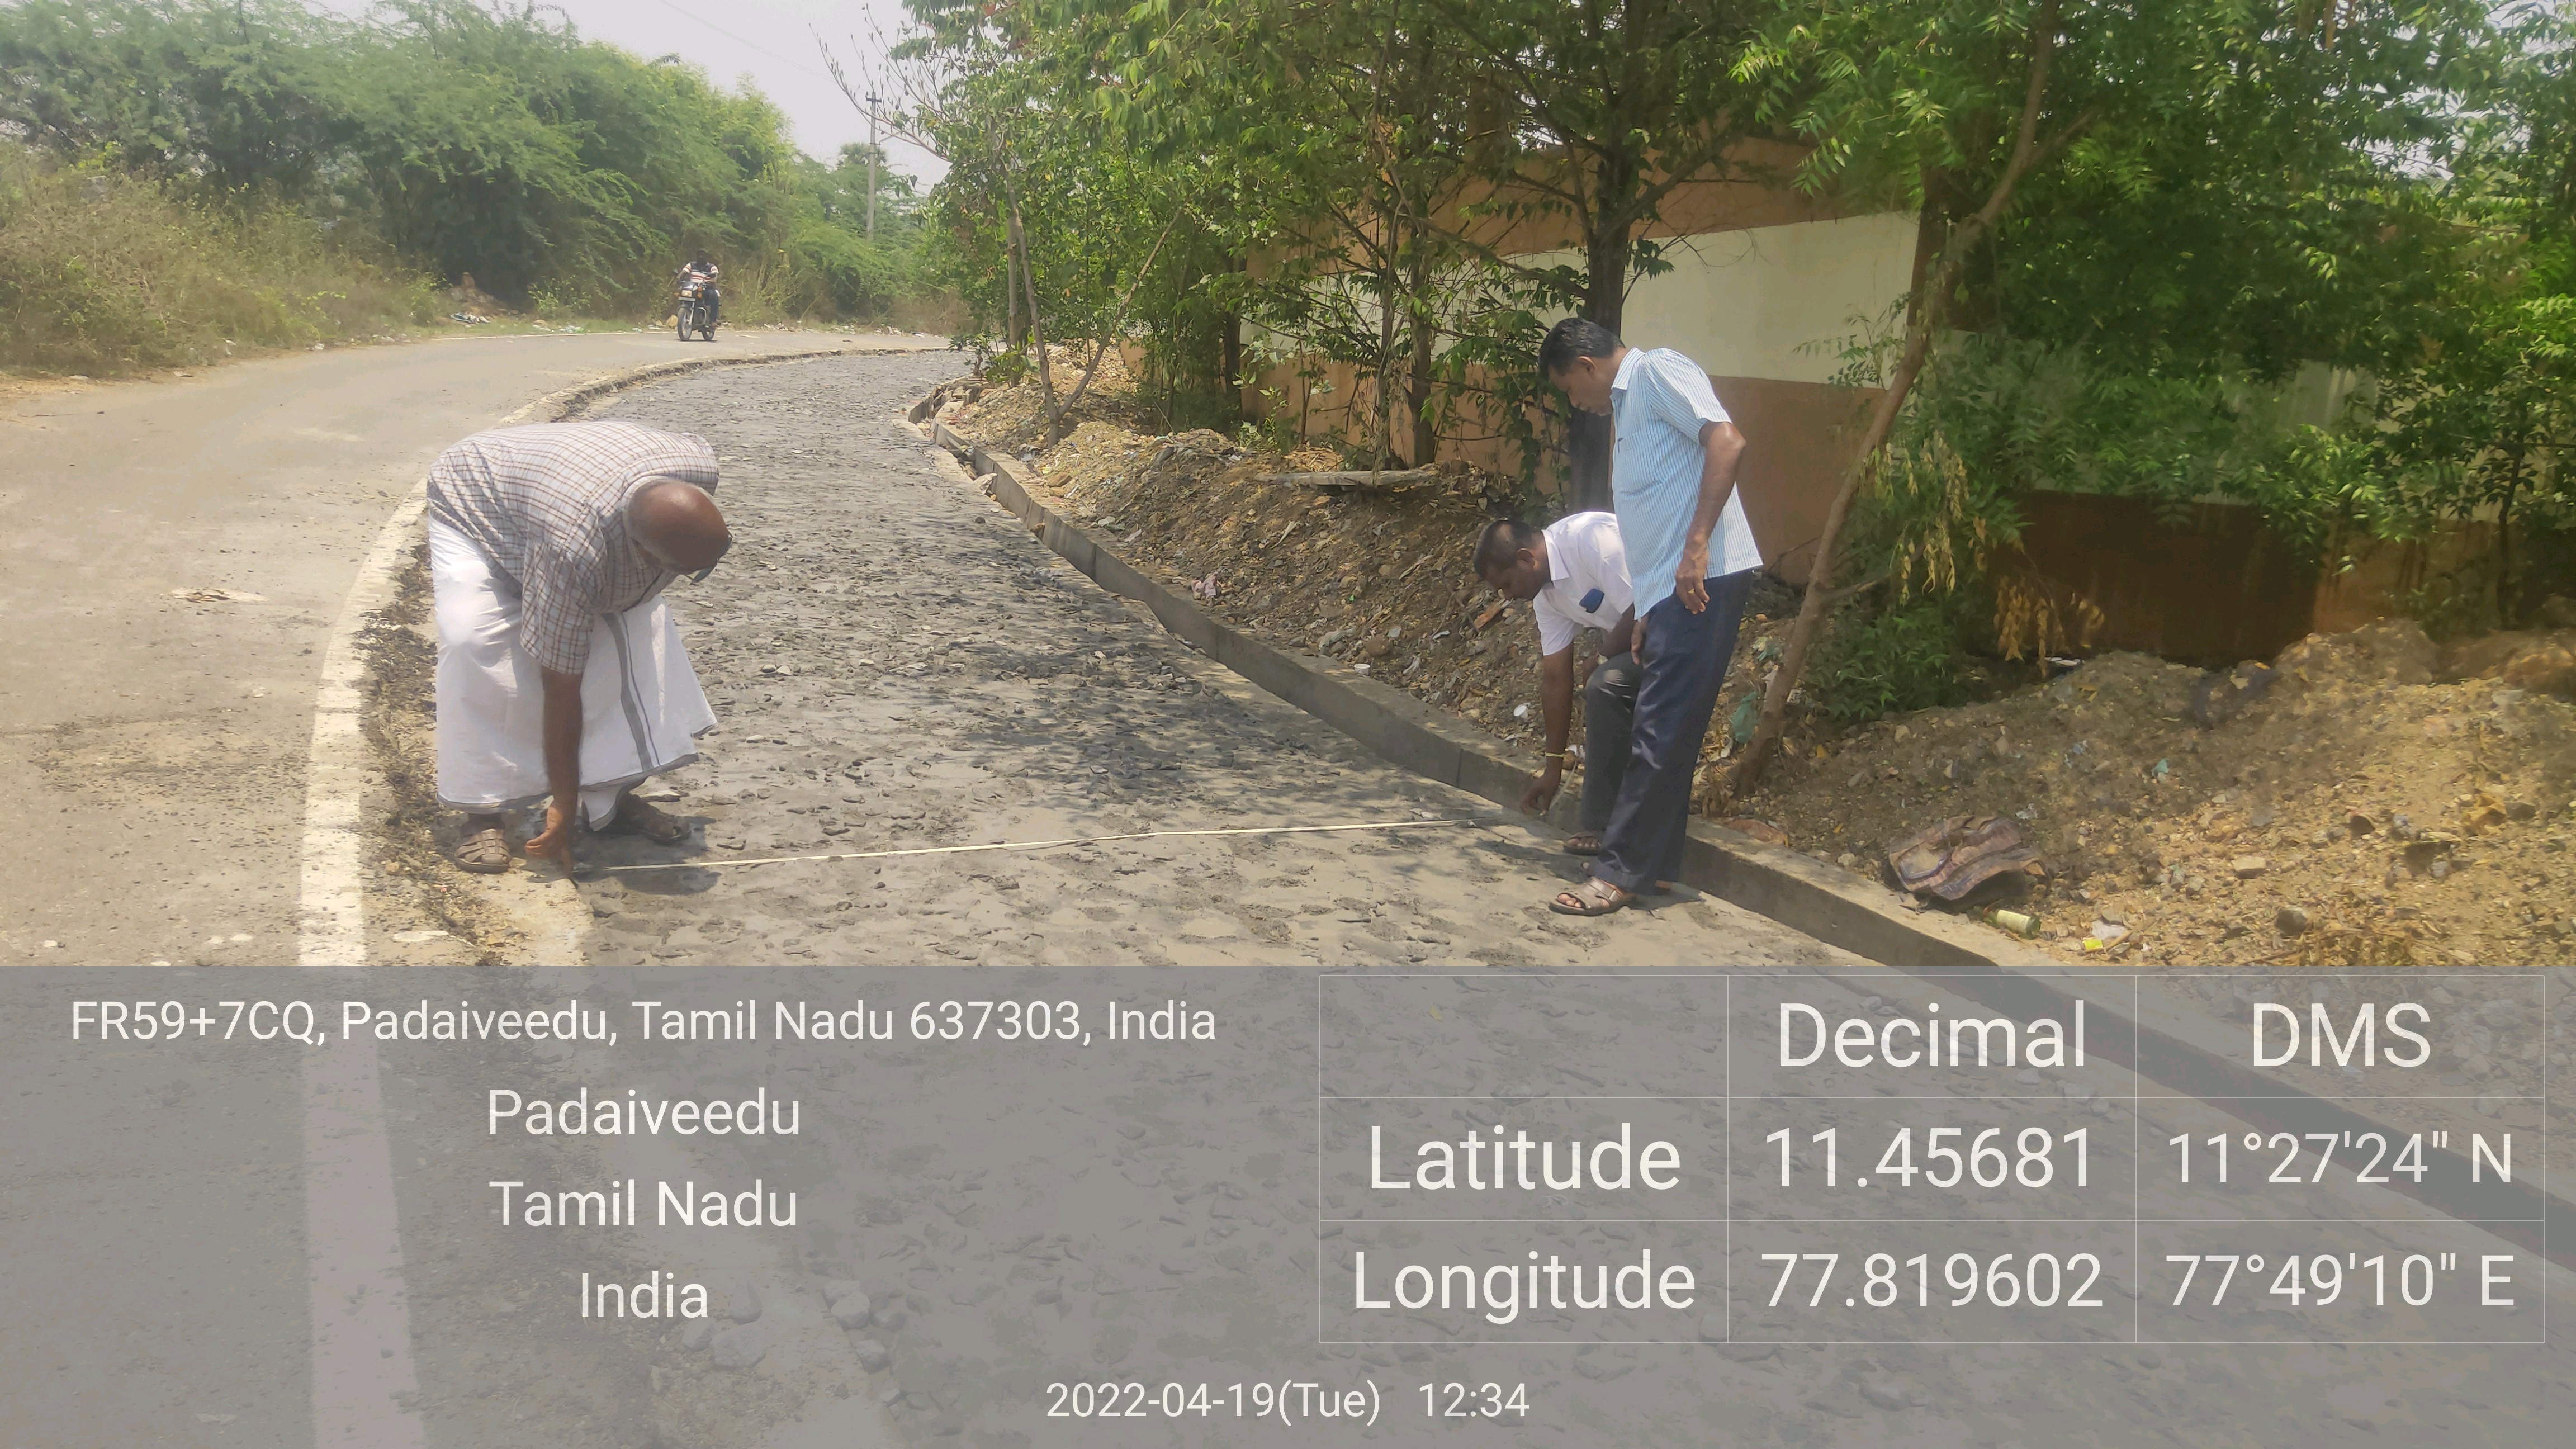 FR59+7CQ, Padaiveedu, Tamil Nadu 637303, India
Padaiveedu
Tamil Nadu
India
Decimal DMS
Latitude 11.45681 11°27'24" N
Longitude 77.819602 77°49'10" E
2022-04-19(Tue) 12:34